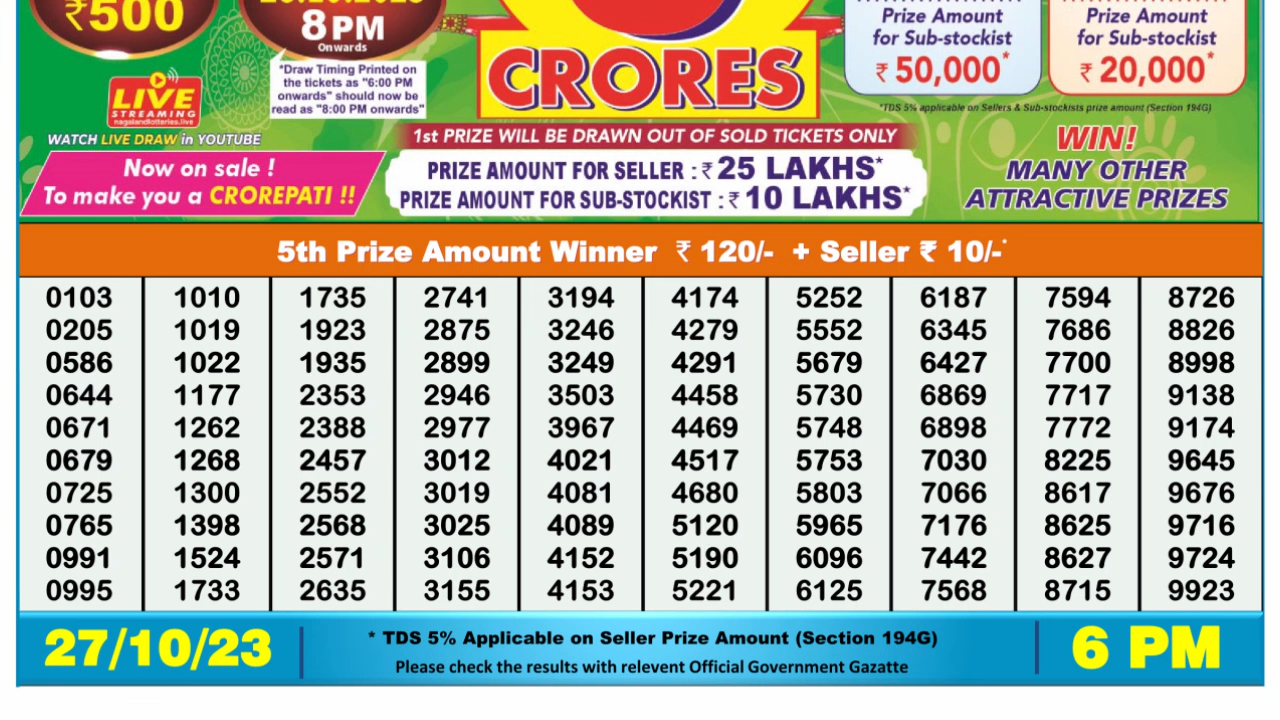 ₹500
8 PM
Onwards
*Draw Timing Printed on
the tickets as "6:00 PM
onwards" should now be
read as "8:00 PM onwards"
LIVE
STREAMING
nagalandlotteries.live
WATCH LIVE DRAW in YOUTUBE
Now on sale !
To make you a CROREPATI !!
CRORES
1st PRIZE WILL BE DRAWN OUT OF SOLD TICKETS ONLY
PRIZE AMOUNT FOR SELLER : ₹ 25 LAKHS*
PRIZE AMOUNT FOR SUB-STOCKIST : ₹ 10 LAKHS*
Prize Amount
for Sub-stockist
₹ 50,000*
Prize Amount
for Sub-stockist
₹ 20,000*
*TDS 5% applicable on Sellers & Sub-stockists prize amount (Section 194G)
WIN!
MANY OTHER
ATTRACTIVE PRIZES
5th Prize Amount Winner ₹ 120/- + Seller ₹ 10/-*
0103 1010 1735 2741 3194 4174 5252 6187 7594 8726
0205 1019 1923 2875 3246 4279 5552 6345 7686 8826
0586 1022 1935 2899 3249 4291 5679 6427 7700 8998
0644 1177 2353 2946 3503 4458 5730 6869 7717 9138
0671 1262 2388 2977 3967 4469 5748 6898 7772 9174
0679 1268 2457 3012 4021 4517 5753 7030 8225 9645
0725 1300 2552 3019 4081 4680 5803 7066 8617 9676
0765 1398 2568 3025 4089 5120 5965 7176 8625 9716
0991 1524 2571 3106 4152 5190 6096 7442 8627 9724
0995 1733 2635 3155 4153 5221 6125 7568 8715 9923
27/10/23
* TDS 5% Applicable on Seller Prize Amount (Section 194G)
Please check the results with relevent Official Government Gazatte
6 PM